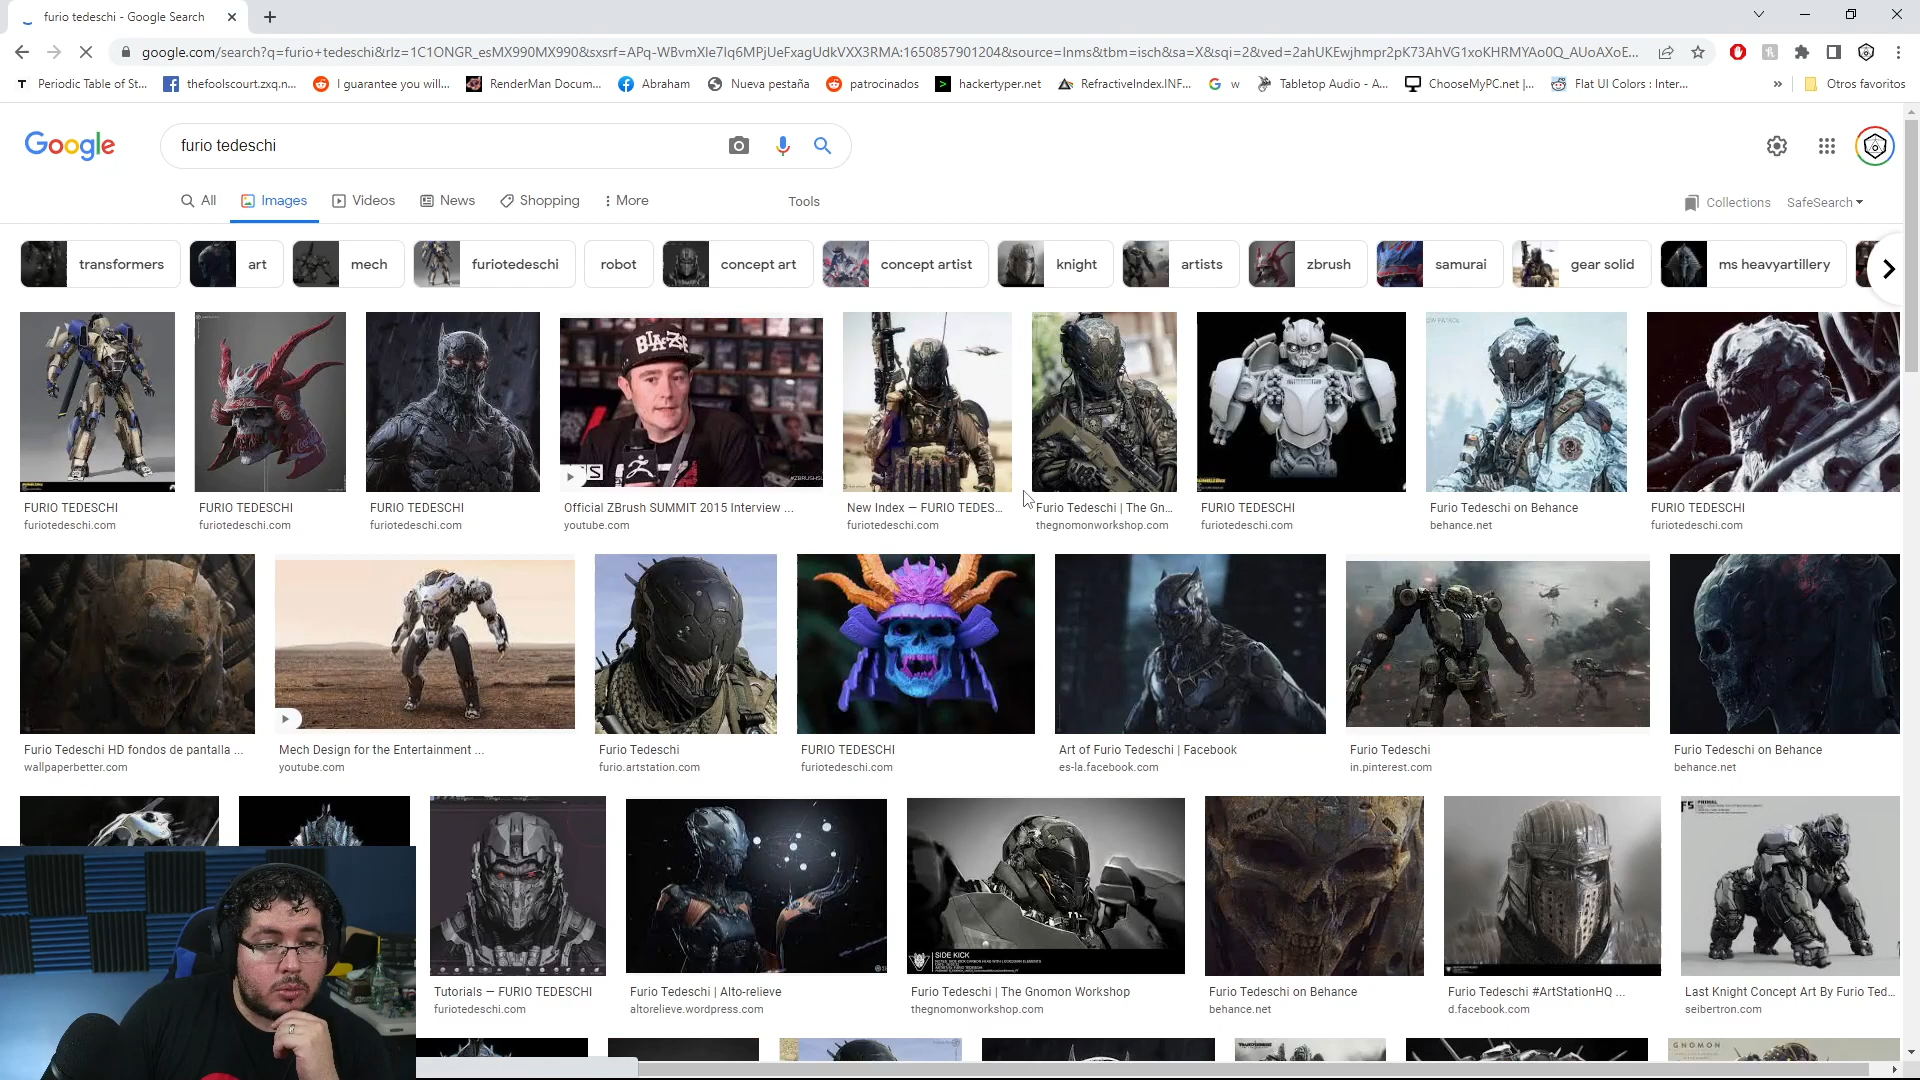 furio tedeschi - Google Search
google.com/search?q=furio+tedeschi&rlz=1C1ONGR_esMX990MX990&sxsrf=APq-WBvmXle7Iq6MPjUeFxagUdkVXX3RMA:1650857901204&source=lnms&tbm=isch&sa=X&sqi=2&ved=2ahUKEwjhmpr2pK73AhVG1xoKHRMYAo0Q_AUoAXoE...
Periodic Table of St... thefoolscourt.zxq.n... I guarantee you will... RenderMan Docum... Abraham Nueva pestaña patrocinados hackertyper.net RefractiveIndex.INF... w Tabletop Audio - A... ChooseMyPC.net |... Flat UI Colors : Inter... » Otros favoritos
Google
furio tedeschi
All Images Videos News Shopping More Tools Collections SafeSearch
transformers art mech furiotedeschi robot concept art concept artist knight artists zbrush samurai gear solid ms heavyartillery
BLAZE
FURIO TEDESCHI
furiotedeschi.com
FURIO TEDESCHI
furiotedeschi.com
FURIO TEDESCHI
furiotedeschi.com
Official ZBrush SUMMIT 2015 Interview ...
youtube.com
New Index — FURIO TEDES...
furiotedeschi.com
Furio Tedeschi | The Gn...
thegnomonworkshop.com
FURIO TEDESCHI
furiotedeschi.com
Furio Tedeschi on Behance
behance.net
FURIO TEDESCHI
furiotedeschi.com
Furio Tedeschi HD fondos de pantalla ...
wallpaperbetter.com
Mech Design for the Entertainment ...
youtube.com
Furio Tedeschi
furio.artstation.com
FURIO TEDESCHI
furiotedeschi.com
Art of Furio Tedeschi | Facebook
es-la.facebook.com
Furio Tedeschi
in.pinterest.com
Furio Tedeschi on Behance
behance.net
SIDE KICK
PRIMAL
Tutorials — FURIO TEDESCHI
furiotedeschi.com
Furio Tedeschi | Alto-relieve
altorelieve.wordpress.com
Furio Tedeschi | The Gnomon Workshop
thegnomonworkshop.com
Furio Tedeschi on Behance
behance.net
Furio Tedeschi #ArtStationHQ ...
d.facebook.com
Last Knight Concept Art By Furio Ted...
seibertron.com
GNOMON